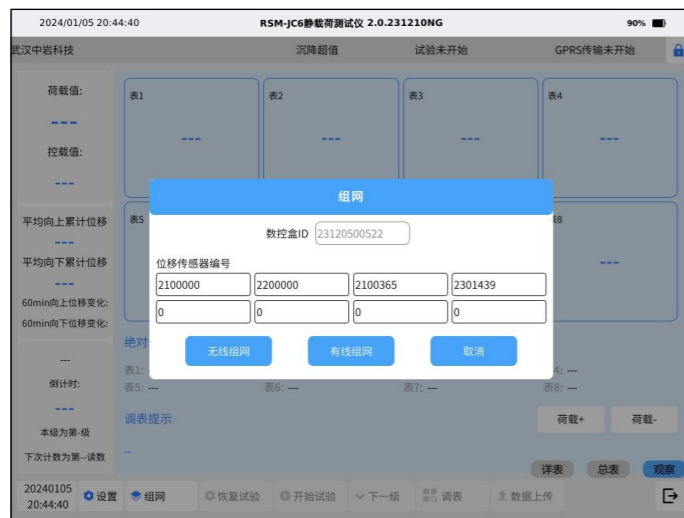 2024/01/05 20:44:40 RSM-JC6静载荷测试仪 2.0.231210NG 90%
武汉中岩科技 沉降超值 试验未开始 GPRS传输未开始
荷载值:
---
控载值:
---
表1 表2 表3 表4
--- --- --- ---
平均向上累计位移
---
平均向下累计位移
---
60min向上位移变化:
60min向下位移变化:
表5
---
组网
数控盒ID 23120500522
位移传感器编号
2100000 2200000 2100365 2301439
0 0 0 0
无线组网 有线组网 取消
绝对
表1:
4: ---
表5: --- 表6: --- 表7: --- 表8: ---
---
倒计时:
---
本级为第-级
下次计数为第--读数
调表提示
--
荷载+ 荷载-
详表 总表 观察
20240105
20:44:40
设置 组网 恢复试验 开始试验 下一级 调表 数据上传